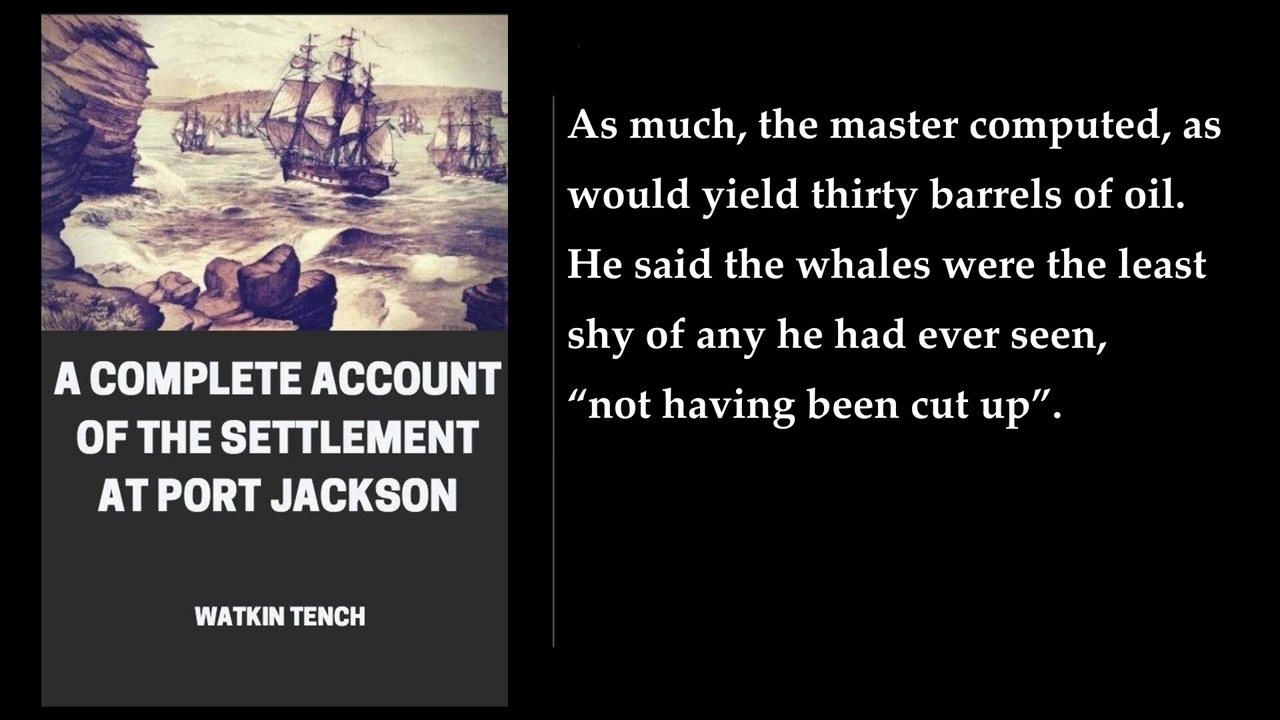 A COMPLETE ACCOUNT
OF THE SETTLEMENT
AT PORT JACKSON
WATKIN TENCH
As much, the master computed, as
would yield thirty barrels of oil.
He said the whales were the least
shy of any he had ever seen,
“not having been cut up”.